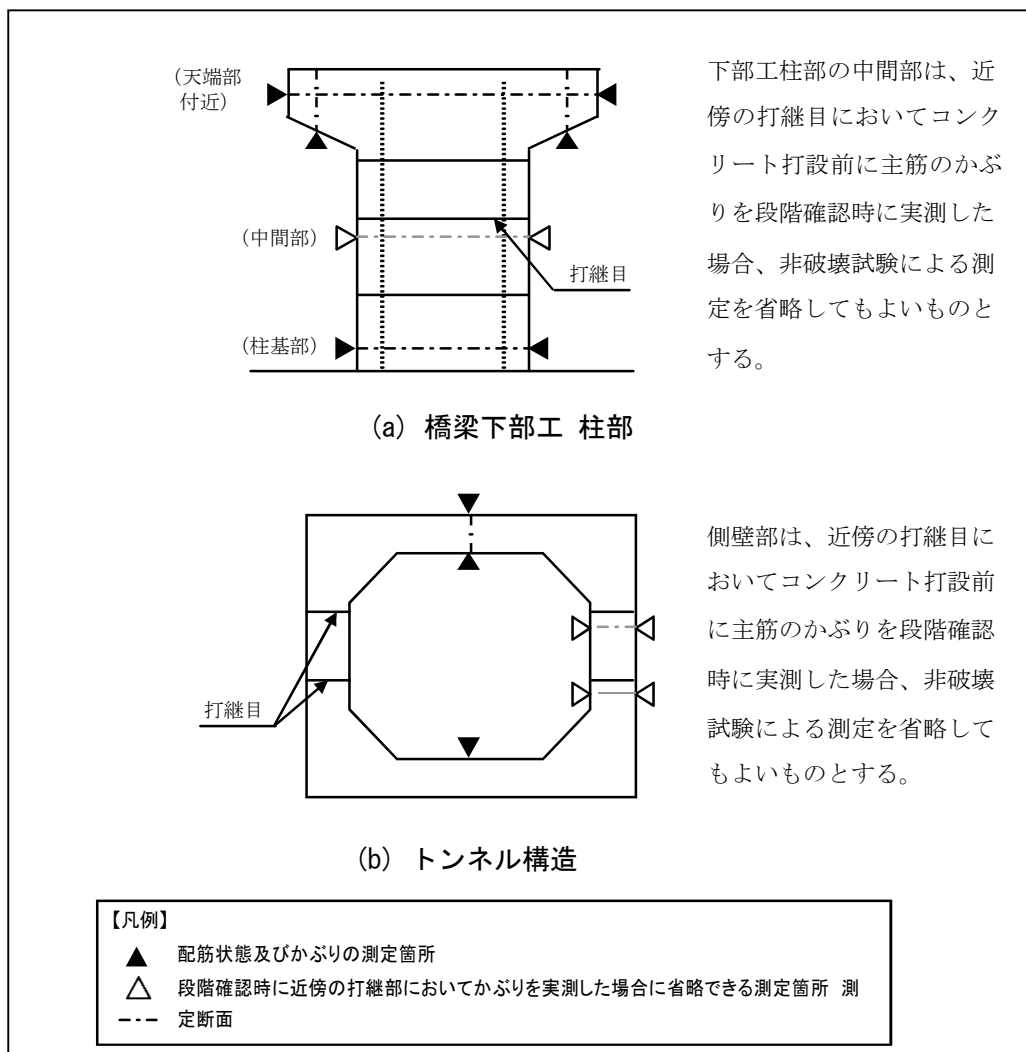 (天端部
付近)
(中間部)
打継目
(柱基部)
下部工柱部の中間部は、近
傍の打継目においてコンク
リート打設前に主筋のかぶ
りを段階確認時に実測した
場合、非破壊試験による測
定を省略してもよいものと
する。
(a) 橋梁下部工 柱部
打継目
側壁部は、近傍の打継目に
おいてコンクリート打設前
に主筋のかぶりを段階確認
時に実測した場合、非破壊
試験による測定を省略して
もよいものとする。
(b) トンネル構造
【凡例】
配筋状態及びかぶりの測定箇所
段階確認時に近傍の打継部においてかぶりを実測した場合に省略できる測定箇所 測
定断面